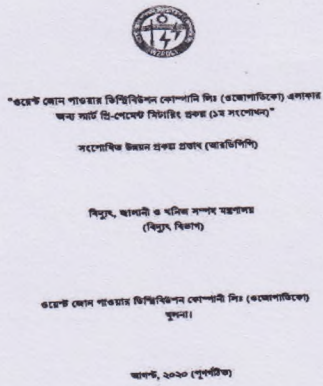 WZPDCL
"ওয়েস্ট জোন পাওয়ার ডিস্ট্রিবিউশন কোম্পানি লিঃ (ওজোপাডিকো) এলাকার
জন্য স্মার্ট প্রি-পেমেন্ট মিটারিং প্রকল্প (১ম সংশোধন)"
সংশোধিত উন্নয়ন প্রকল্প প্রস্তাব (আরডিপিপি)
বিদ্যুৎ, জ্বালানী ও খনিজ সম্পদ মন্ত্রণালয়
(বিদ্যুৎ বিভাগ)
ওয়েস্ট জোন পাওয়ার ডিস্ট্রিবিউশন কোম্পানী লিঃ (ওজোপাডিকো)
খুলনা।
আগস্ট, ২০২০ (পুনর্গঠিত)